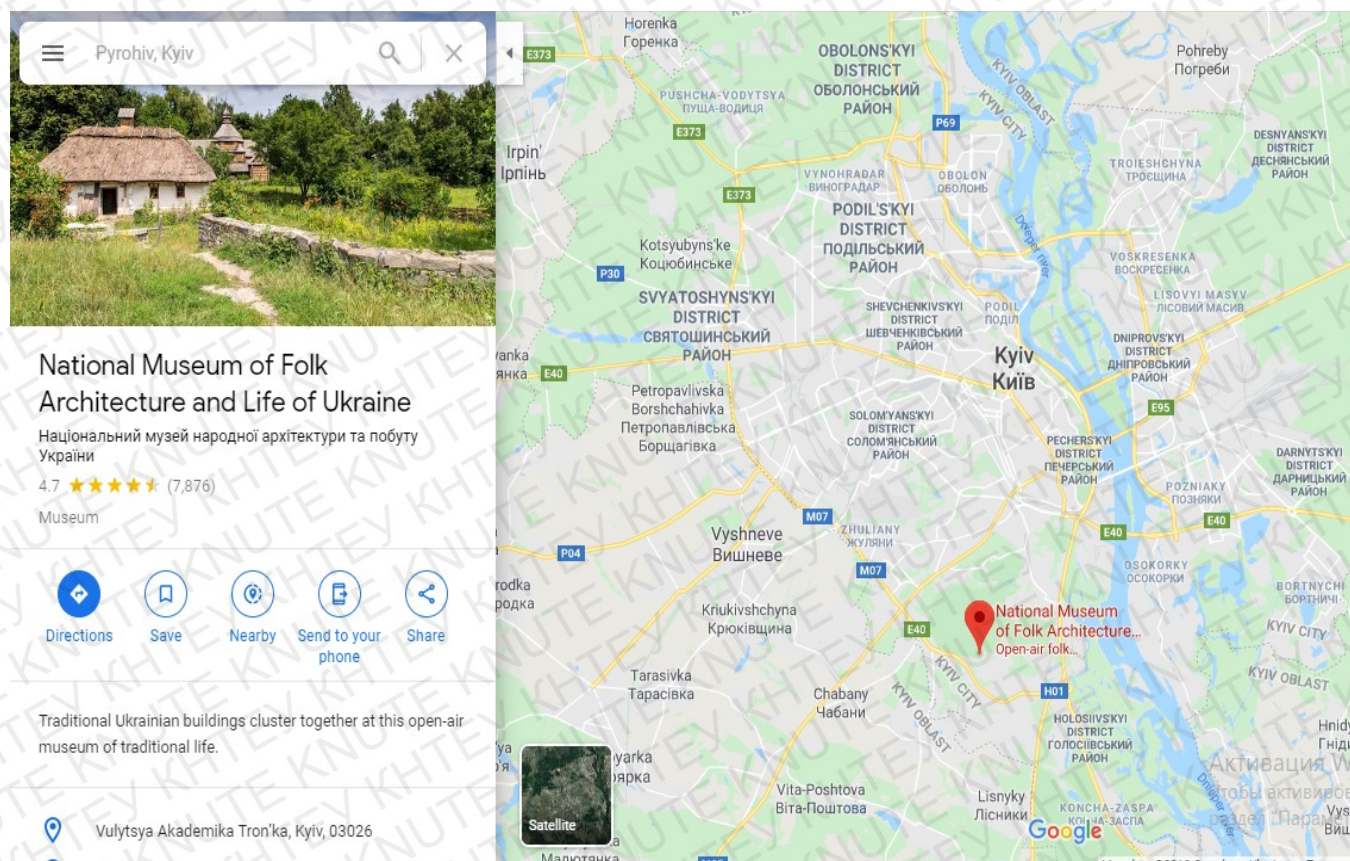 Pyrohiv, Kyiv
National Museum of Folk
Architecture and Life of Ukraine
Національний музей народної архітектури та побуту
України
4.7 (7,876)
Museum
Directions
Save
Nearby
Send to your
phone
Share
Traditional Ukrainian buildings cluster together at this open-air
museum of traditional life.
Vulytsya Akademika Tron'ka, Kyiv, 03026
Horenka
Горенка
E373
OBOLONS'KYI
DISTRICT
ОБОЛОНСЬКИЙ
РАЙОН
KYIV OBLAST
KYIV CITY
Pohreby
Погреби
PUSHCHA-VODYTSYA
ПУЩА-ВОДИЦЯ
E373
P69
DESNYANS'KYI
DISTRICT
ДЕСНЯНСЬКИЙ
РАЙОН
Irpin'
Ірпінь
TROIESHCHYNA
ТРОЄЩИНА
VYNOHRADAR
ВИНОГРАДАР
OBOLON
ОБОЛОНЬ
E373
PODIL'S'KYI
DISTRICT
ПОДІЛЬСЬКИЙ
РАЙОН
Dnieper river
Kotsyubyns'ke
Коцюбинське
P30
VOSKRESENKA
ВОСКРЕСЕНКА
SVYATOSHYNS'KYI
DISTRICT
СВЯТОШИНСЬКИЙ
РАЙОН
SHEVCHENKIVS'KYI
DISTRICT
ШЕВЧЕНКІВСЬКИЙ
РАЙОН
PODIL
ПОДІЛ
LISOVYI MASYV
ЛІСОВИЙ МАСИВ
DNIPROVS'KYI
DISTRICT
ДНІПРОВСЬКИЙ
РАЙОН
Kyiv
Київ
E40
Petropavlivska
Borshchahivka
Петропавлівська
Борщагівка
SOLOM'YANS'KYI
DISTRICT
СОЛОМ'ЯНСЬКИЙ
РАЙОН
E95
PECHERS'KYI
DISTRICT
ПЕЧЕРСЬКИЙ
РАЙОН
DARNYTS'KYI
DISTRICT
ДАРНИЦЬКИЙ
РАЙОН
POZNIAKY
ПОЗНЯКИ
M07
ZHULIANY
ЖУЛЯНИ
E40
E40
Vyshneve
Вишневе
P04
M07
OSOKORKY
ОСОКОРКИ
BORTNYCHI
БОРТНИЧІ
Kriukivshchyna
Крюківщина
E40
National Museum
of Folk Architecture...
Open-air folk...
KYIV CITY
KYIV OBLAST
KYIV CITY
KYIV OBLAST
Tarasivka
Тарасівка
Chabany
Чабани
H01
HOLOSIIVS'KYI
DISTRICT
ГОЛОСІЇВСЬКИЙ
РАЙОН
Vita-Poshtova
Віта-Поштова
Lisnyky
Лісники
KONCHA-ZASPA
КОНЧА-ЗАСПА
Dnieper river
Satellite
Google
Активация